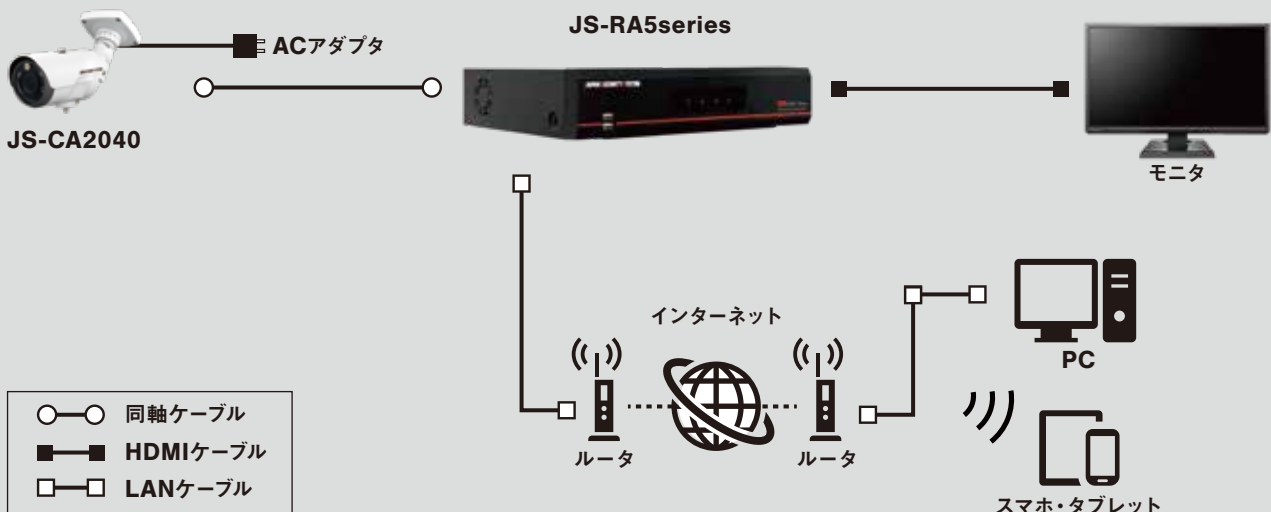 JS-RA5series
ACアダプタ
JS-CA2040
モニタ
インターネット
PC
ルータ
ルータ
同軸ケーブル
HDMIケーブル
LANケーブル
スマホ・タブレット